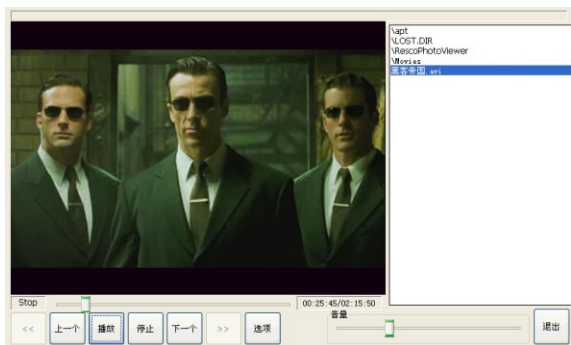 \apt
\LOST.DIR
\RescoPhotoViewer
\Movies
黑客帝国.avi
Stop
00:25:45/02:15:50
音量
<< 上一个 播放 停止 下一个 >> 选项 退出